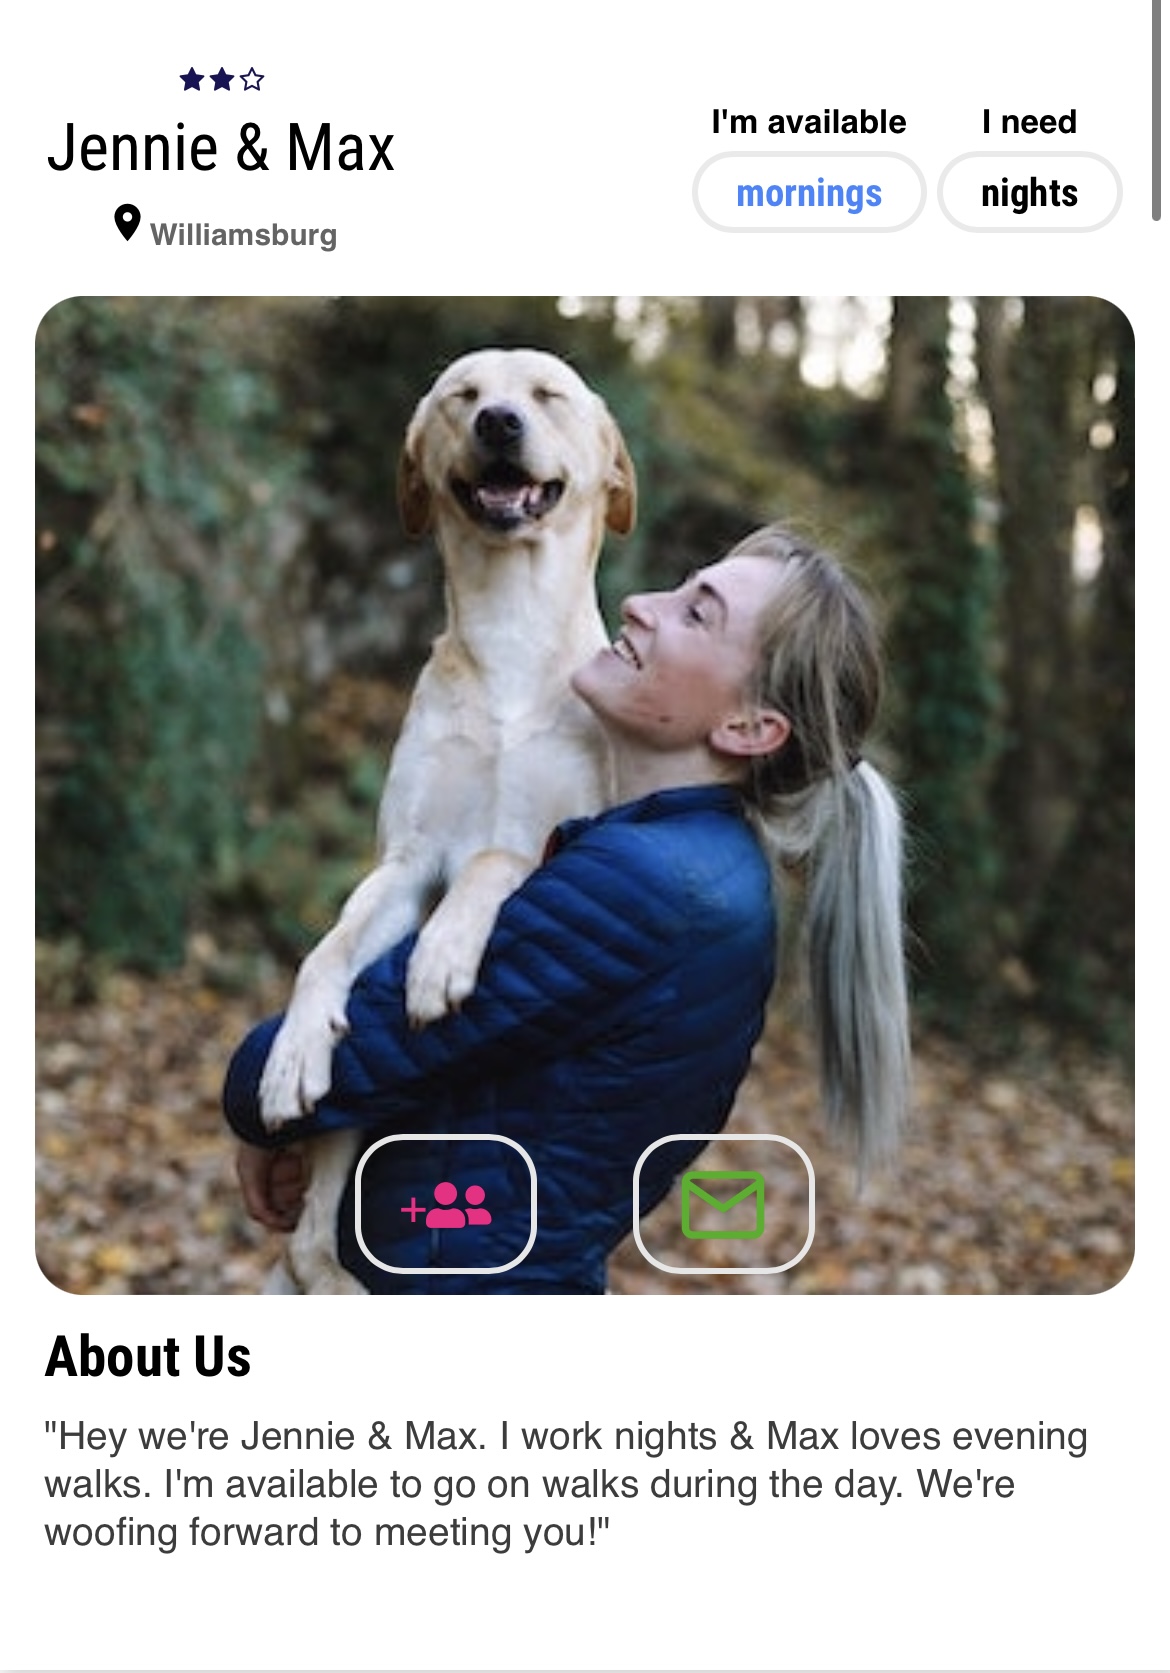 Jennie & Max
Williamsburg
I'm available
mornings
I need
nights
About Us
"Hey we're Jennie & Max. I work nights & Max loves evening
walks. I'm available to go on walks during the day. We're
woofing forward to meeting you!"